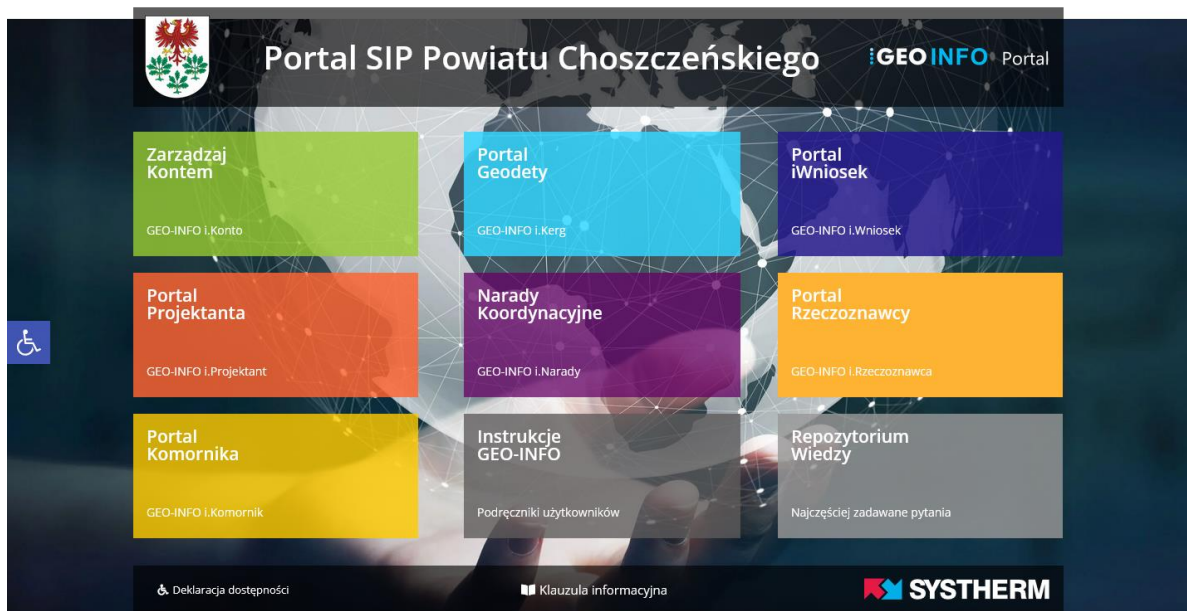 Portal SIP Powiatu Choszczeńskiego
GEO INFO Portal
Zarządzaj
Kontem
GEO-INFO i.Konto
Portal
Geodety
GEO-INFO i.Kerg
Portal
iWniosek
GEO-INFO i.Wniosek
Portal
Projektanta
GEO-INFO i.Projektant
Narady
Koordynacyjne
GEO-INFO i.Narady
Portal
Rzeczoznawcy
GEO-INFO i.Rzeczoznawca
Portal
Komornika
GEO-INFO i.Komornik
Instrukcje
GEO-INFO
Podręczniki użytkowników
Repozytorium
Wiedzy
Najczęściej zadawane pytania
Deklaracja dostępności
Klauzula informacyjna
SYSTHERM